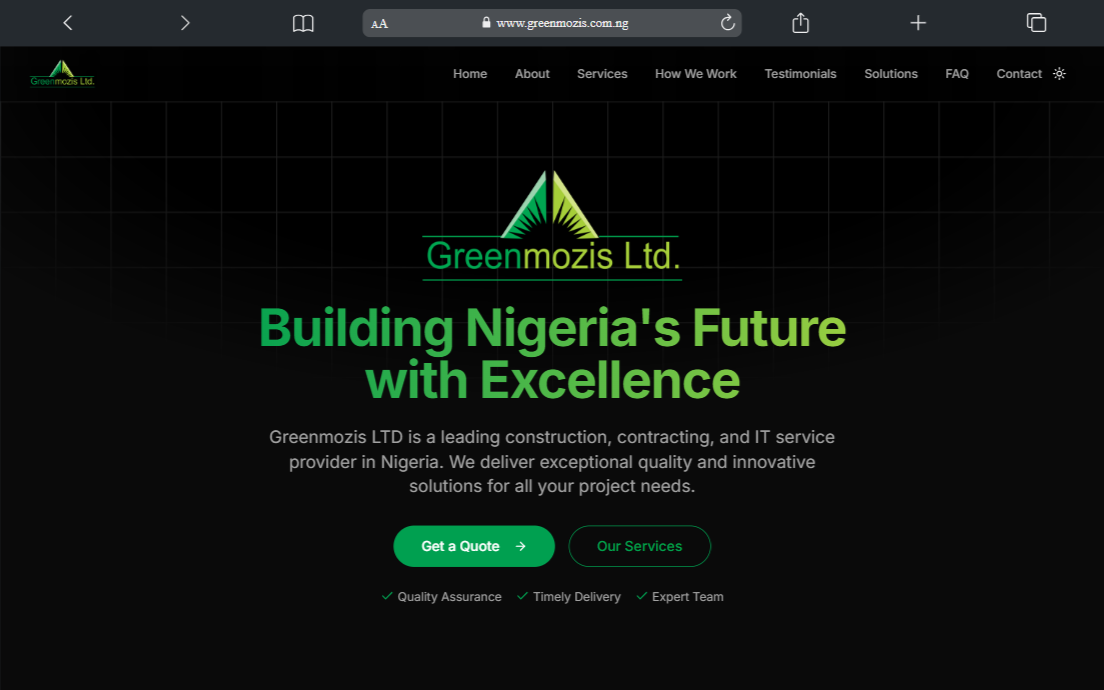 AA
www.greenmozis.com.ng
Greenmozis Ltd.
Home About Services How We Work Testimonials Solutions FAQ Contact
Greenmozis Ltd.
Building Nigeria's Future
with Excellence
Greenmozis LTD is a leading construction, contracting, and IT service
provider in Nigeria. We deliver exceptional quality and innovative
solutions for all your project needs.
Get a Quote → Our Services
✓ Quality Assurance ✓ Timely Delivery ✓ Expert Team